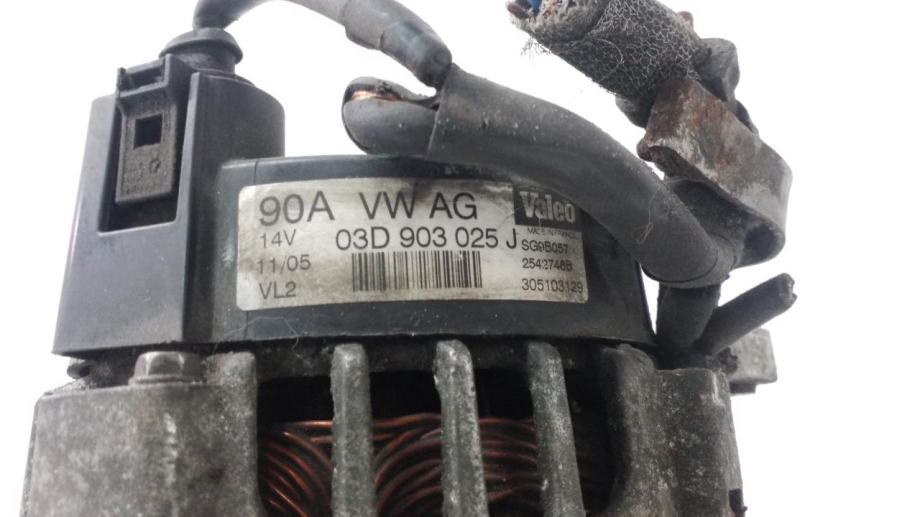 90A VW AG Valeo
MADE IN FRANCE
14V 03D 903 025 J SG9B057
11/05 2542746B
VL2 305103129